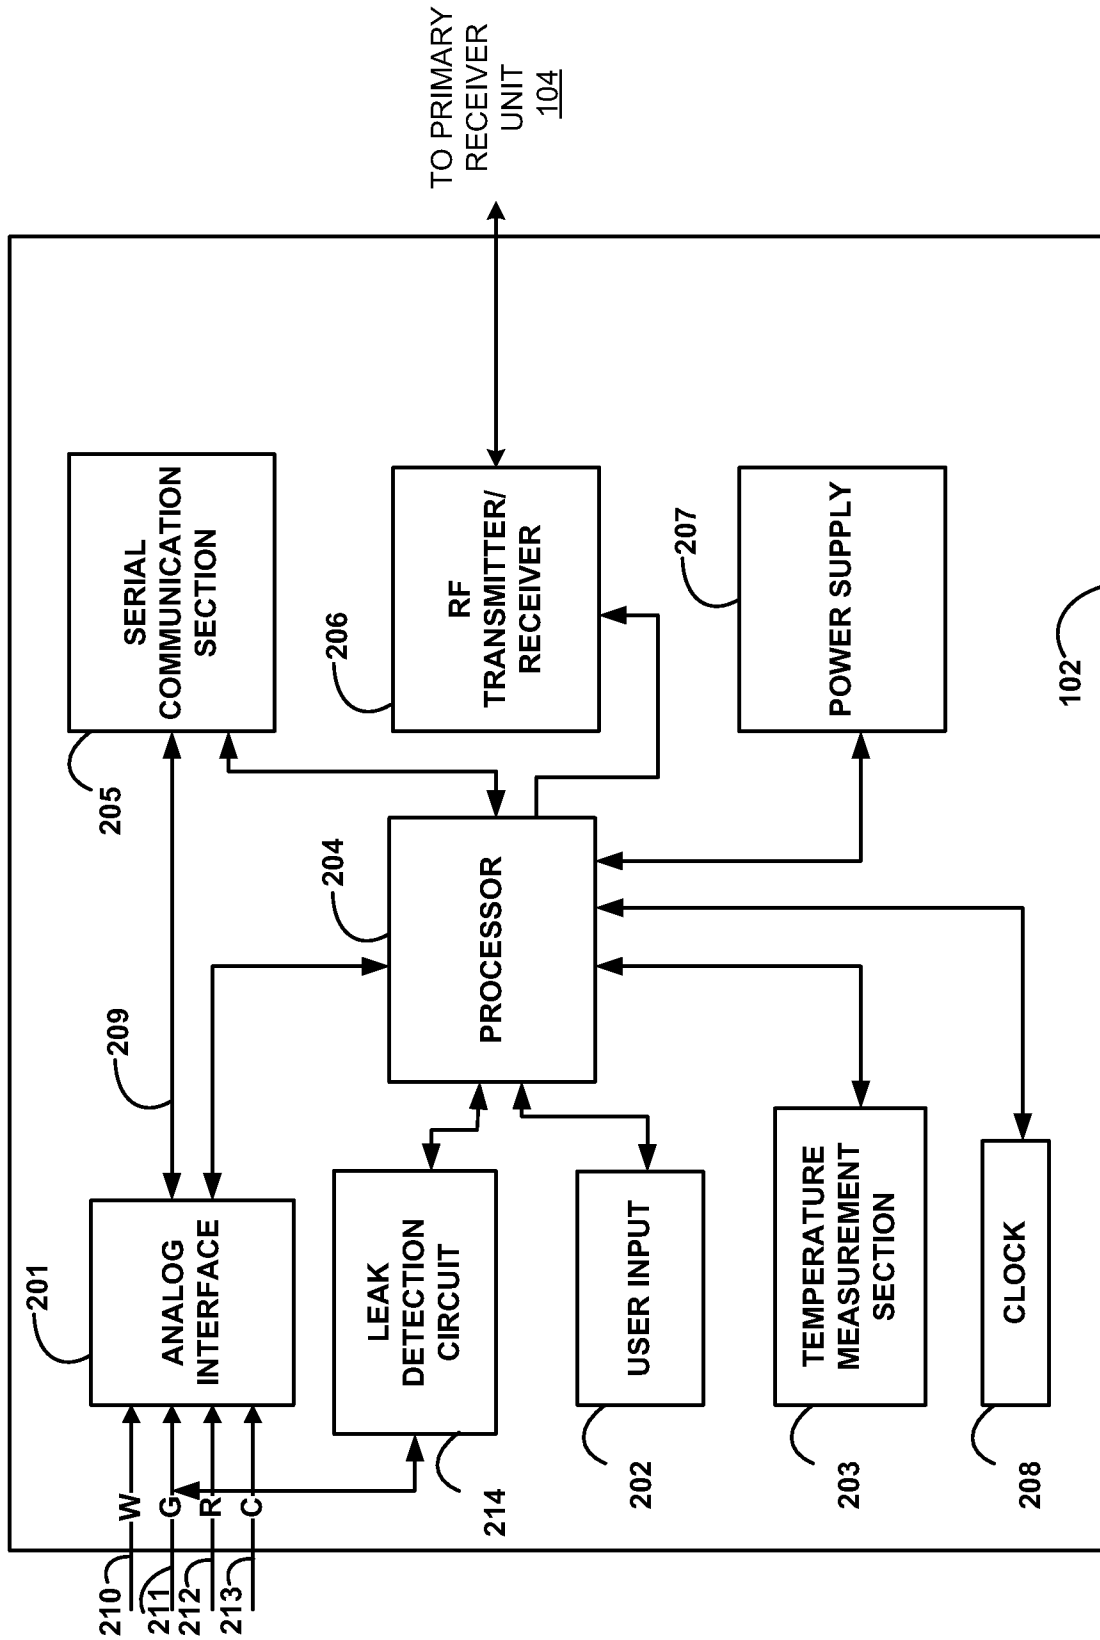 210
211
212
213
W
G
R
C
201
ANALOG
INTERFACE
209
205
SERIAL
COMMUNICATION
SECTION
214
LEAK
DETECTION
CIRCUIT
204
PROCESSOR
206
RF
TRANSMITTER/
RECEIVER
TO PRIMARY
RECEIVER
UNIT
104
202
USER INPUT
203
TEMPERATURE
MEASUREMENT
SECTION
207
POWER SUPPLY
208
CLOCK
102